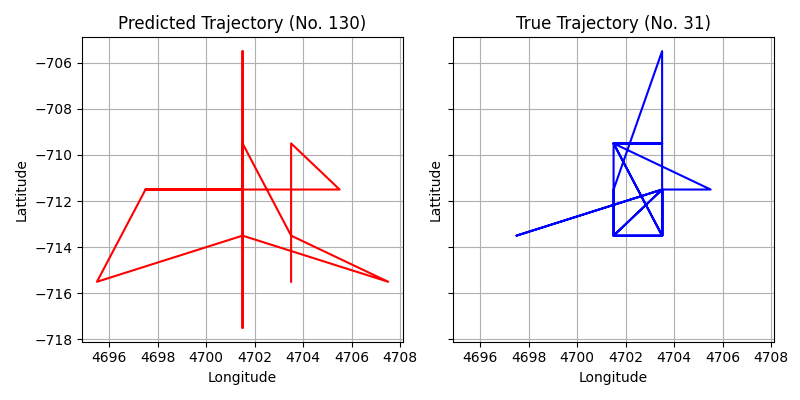 Predicted Trajectory (No. 130)
True Trajectory (No. 31)
Lattitude
−706
−708
−710
−712
−714
−716
−718
4696 4698 4700 4702 4704 4706 4708
Longitude
Lattitude
4696 4698 4700 4702 4704 4706 4708
Longitude